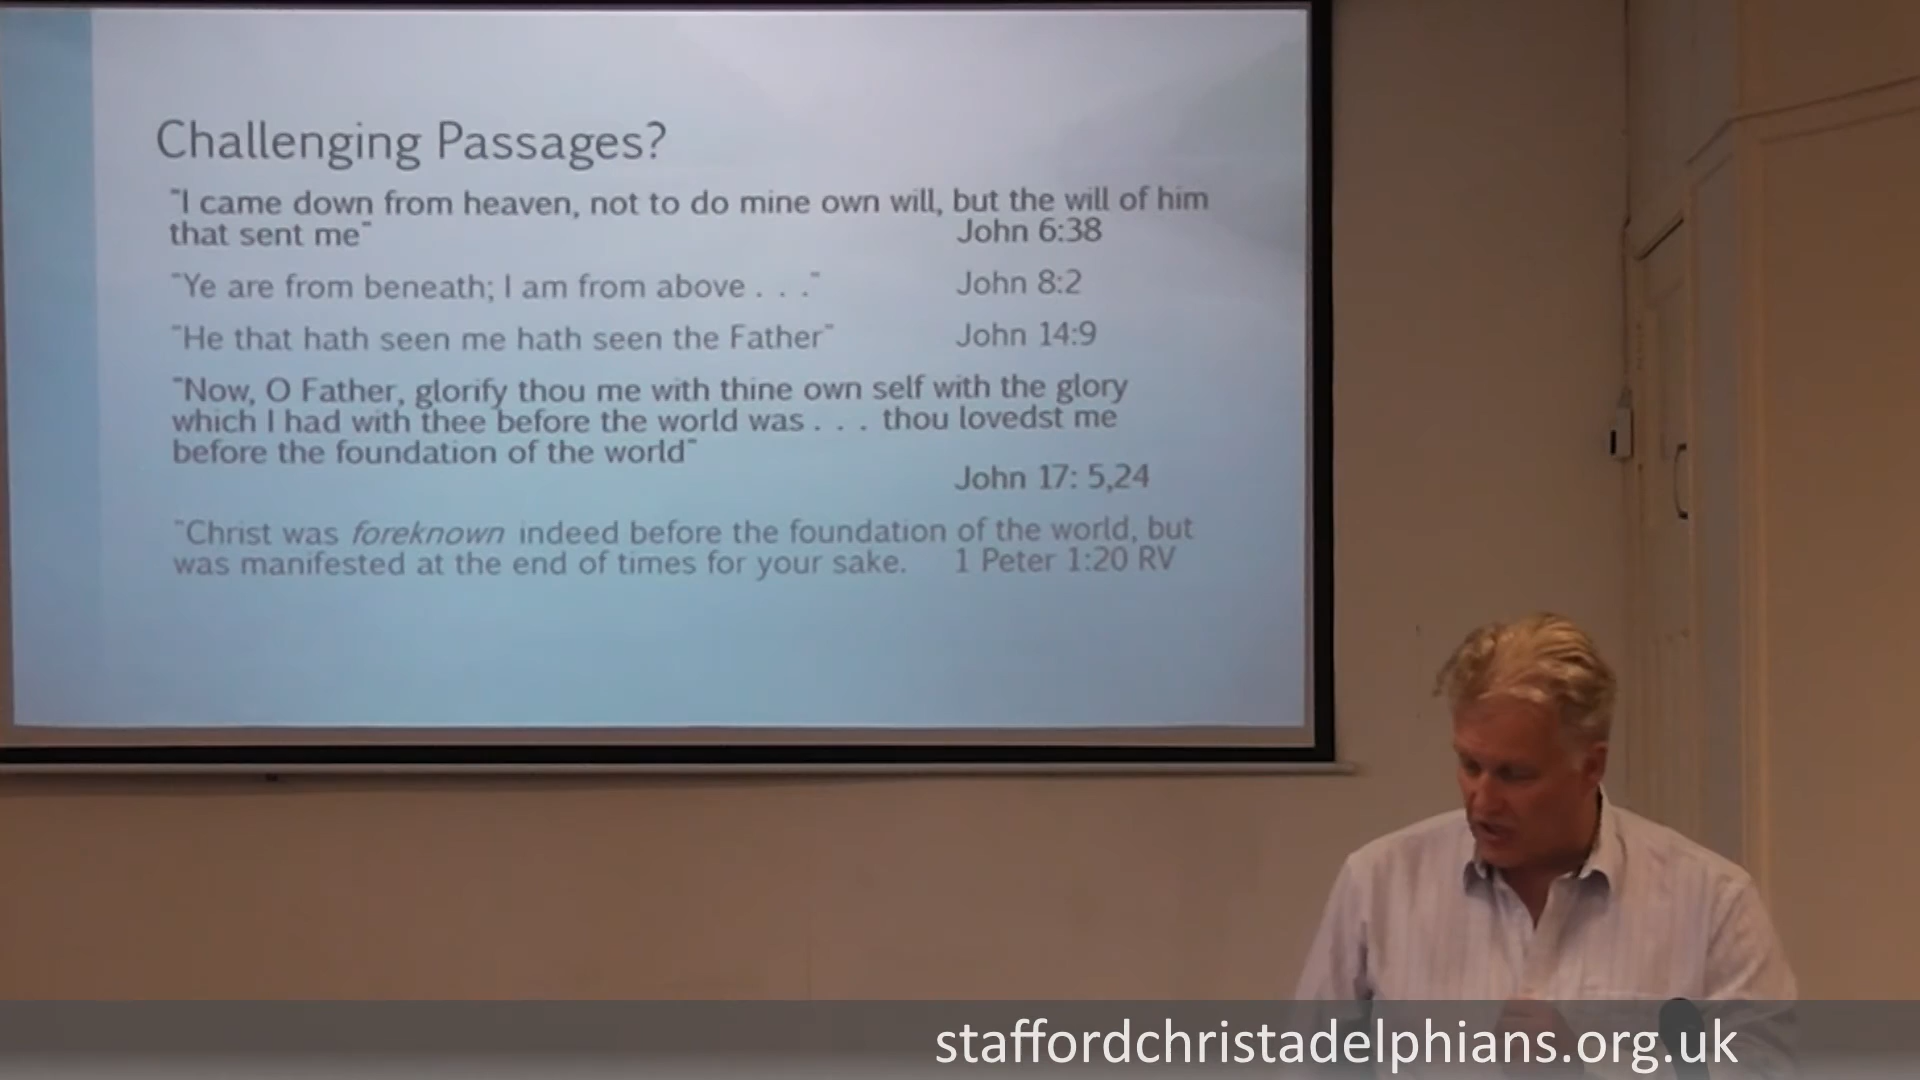 Challenging Passages?
"I came down from heaven, not to do mine own will, but the will of him
that sent me" John 6:38
"Ye are from beneath; I am from above . . ." John 8:2
"He that hath seen me hath seen the Father" John 14:9
"Now, O Father, glorify thou me with thine own self with the glory
which I had with thee before the world was . . . thou lovedst me
before the foundation of the world"
John 17: 5,24
"Christ was foreknown indeed before the foundation of the world, but
was manifested at the end of times for your sake. 1 Peter 1:20 RV
staffordchristadelphians.org.uk